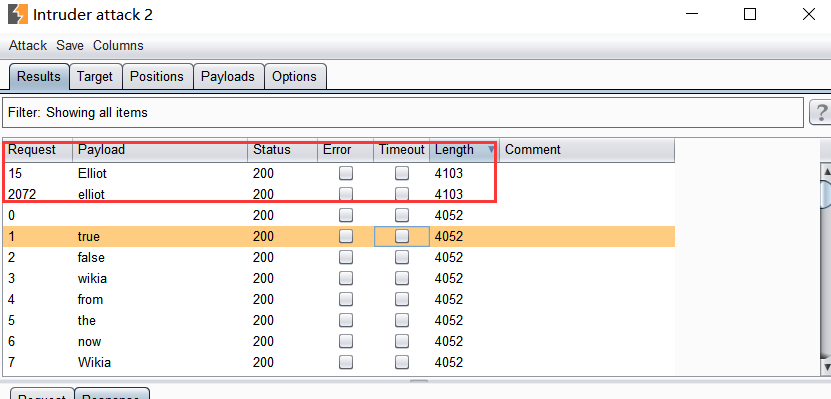 Intruder attack 2
Attack Save Columns
Results Target Positions Payloads Options
Filter: Showing all items ?
Request Payload Status Error Timeout Length Comment
15 Elliot 200 4103
2072 elliot 200 4103
0 200 4052
1 true 200 4052
2 false 200 4052
3 wikia 200 4052
4 from 200 4052
5 the 200 4052
6 now 200 4052
7 Wikia 200 4052
Request Response